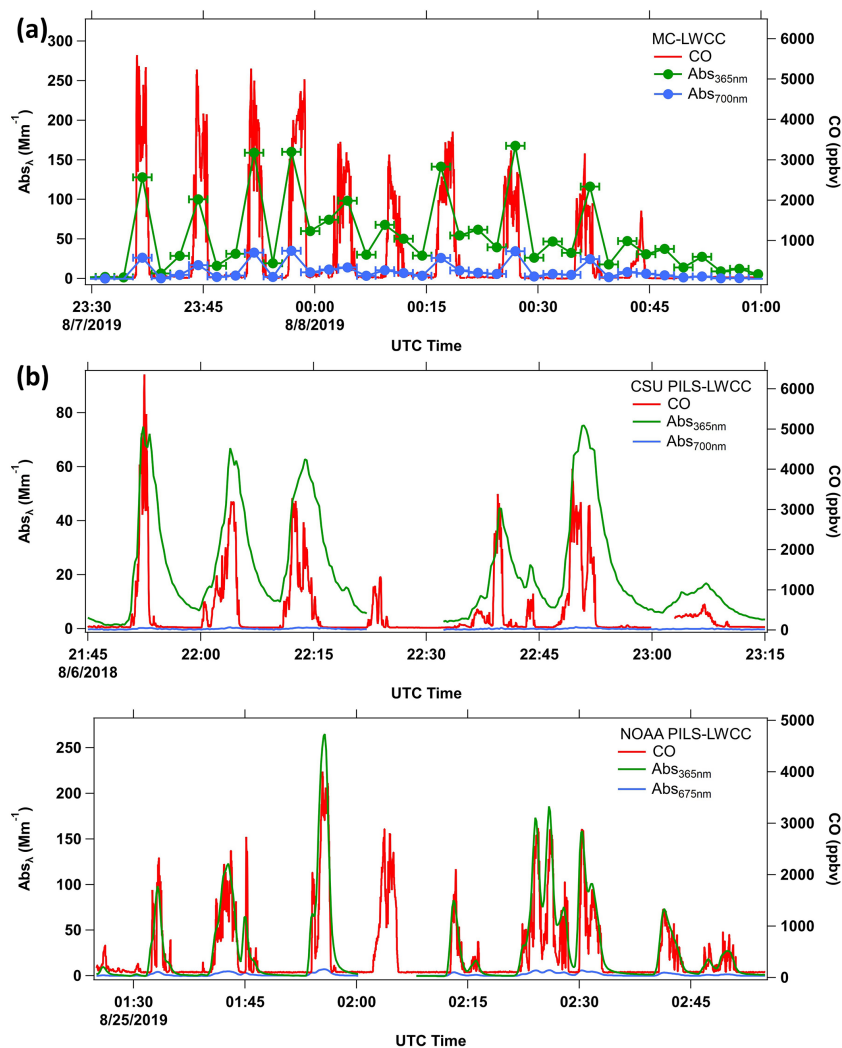 (a)
MC-LWCC
CO
Abs365nm
Abs700nm
300
250
200
150
100
50
0
Absλ (Mm-1)
6000
5000
4000
3000
2000
1000
CO (ppbv)
23:30 23:45 00:00 00:15 00:30 00:45 01:00
8/7/2019 8/8/2019
UTC Time
(b)
CSU PILS-LWCC
CO
Abs365nm
Abs700nm
80
60
40
20
0
Absλ (Mm-1)
6000
5000
4000
3000
2000
1000
0
CO (ppbv)
21:45 22:00 22:15 22:30 22:45 23:00 23:15
8/6/2018
UTC Time
NOAA PILS-LWCC
CO
Abs365nm
Abs675nm
250
200
150
100
50
0
Absλ (Mm-1)
5000
4000
3000
2000
1000
0
CO (ppbv)
01:30 01:45 02:00 02:15 02:30 02:45
8/25/2019
UTC Time